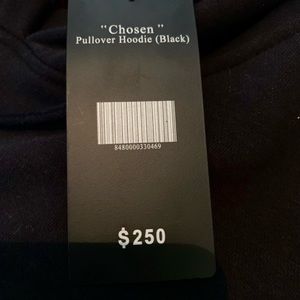 "Chosen "
Pullover Hoodie (Black)
8480000330469
$250